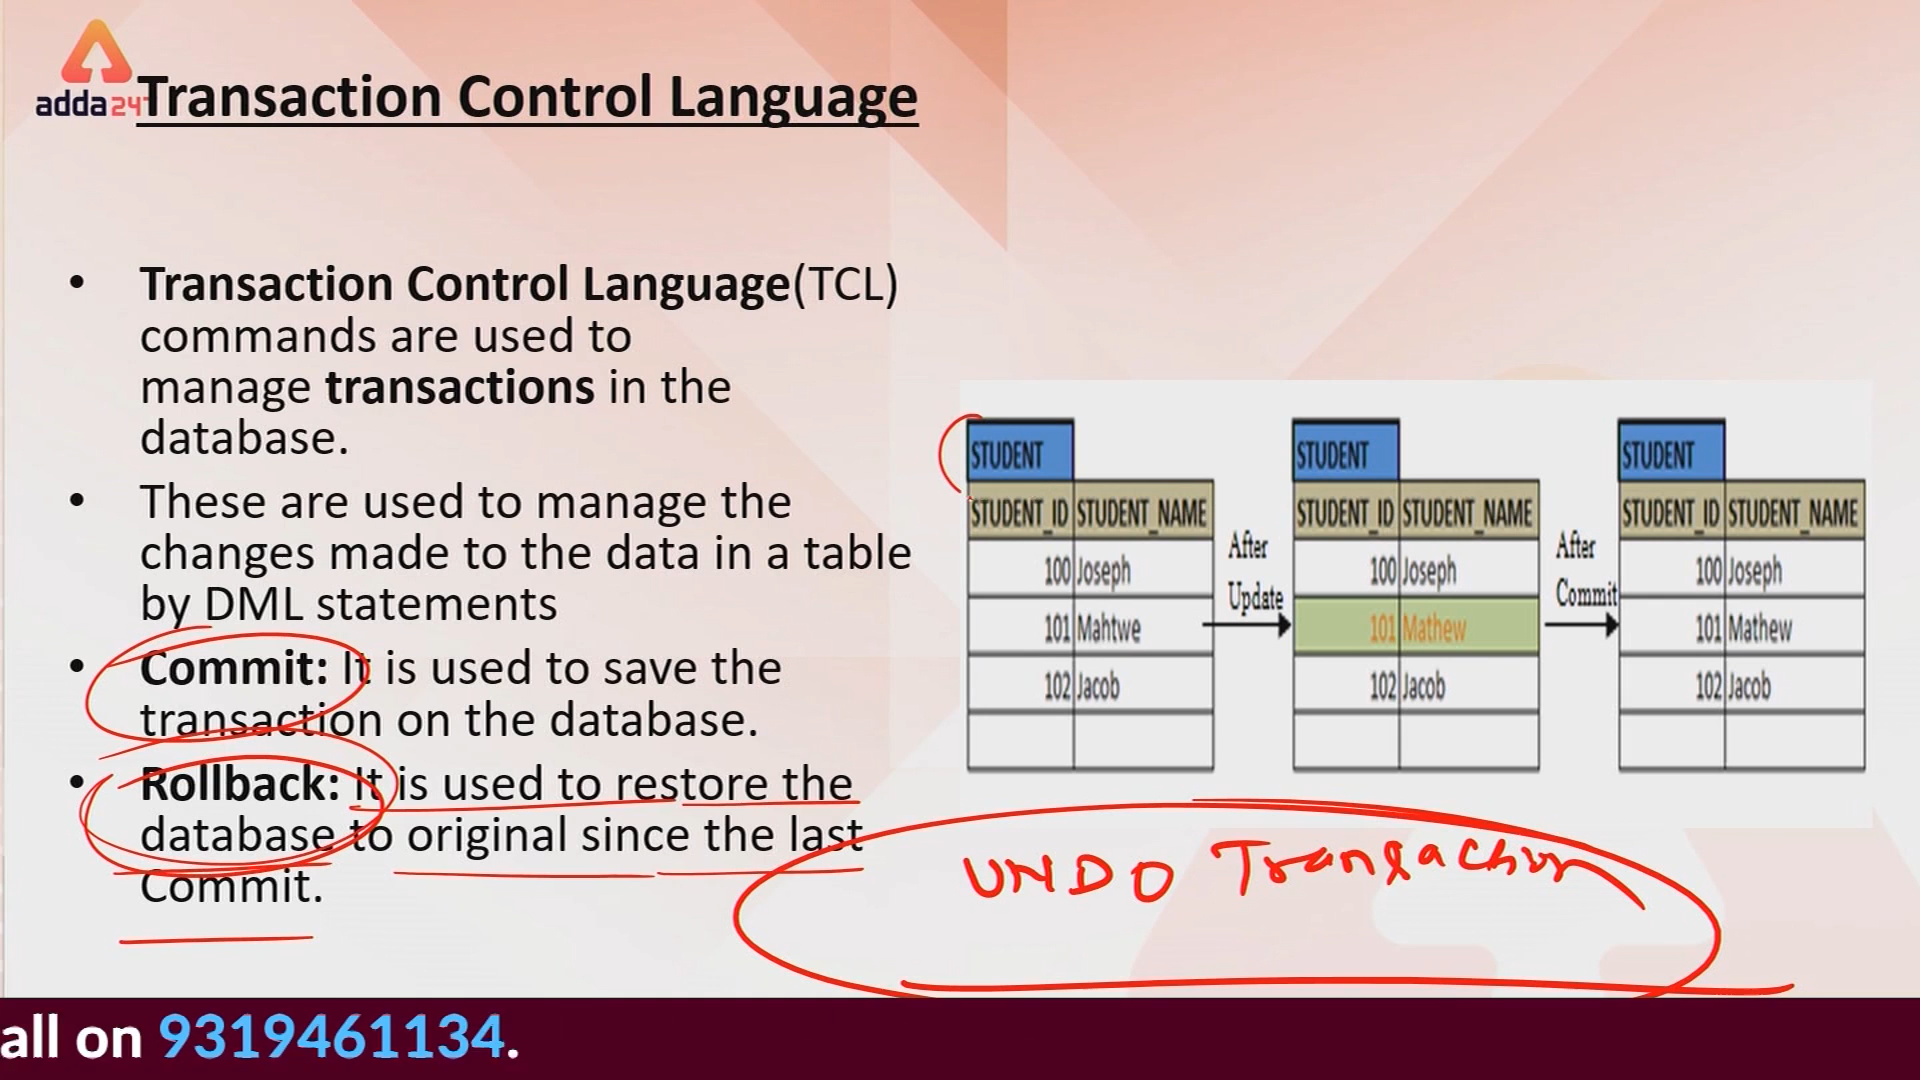 adda247
Transaction Control Language
• Transaction Control Language(TCL)
commands are used to
manage transactions in the
database.
• These are used to manage the
changes made to the data in a table
by DML statements
• Commit: It is used to save the
transaction on the database.
• Rollback: It is used to restore the
database to original since the last
Commit.
STUDENT
STUDENT_ID STUDENT_NAME
100 Joseph
101 Mahtwe
102 Jacob
After
Update
STUDENT
STUDENT_ID STUDENT_NAME
100 Joseph
101 Mathew
102 Jacob
After
Commit
STUDENT
STUDENT_ID STUDENT_NAME
100 Joseph
101 Mathew
102 Jacob
UNDO Transaction
all on 9319461134.